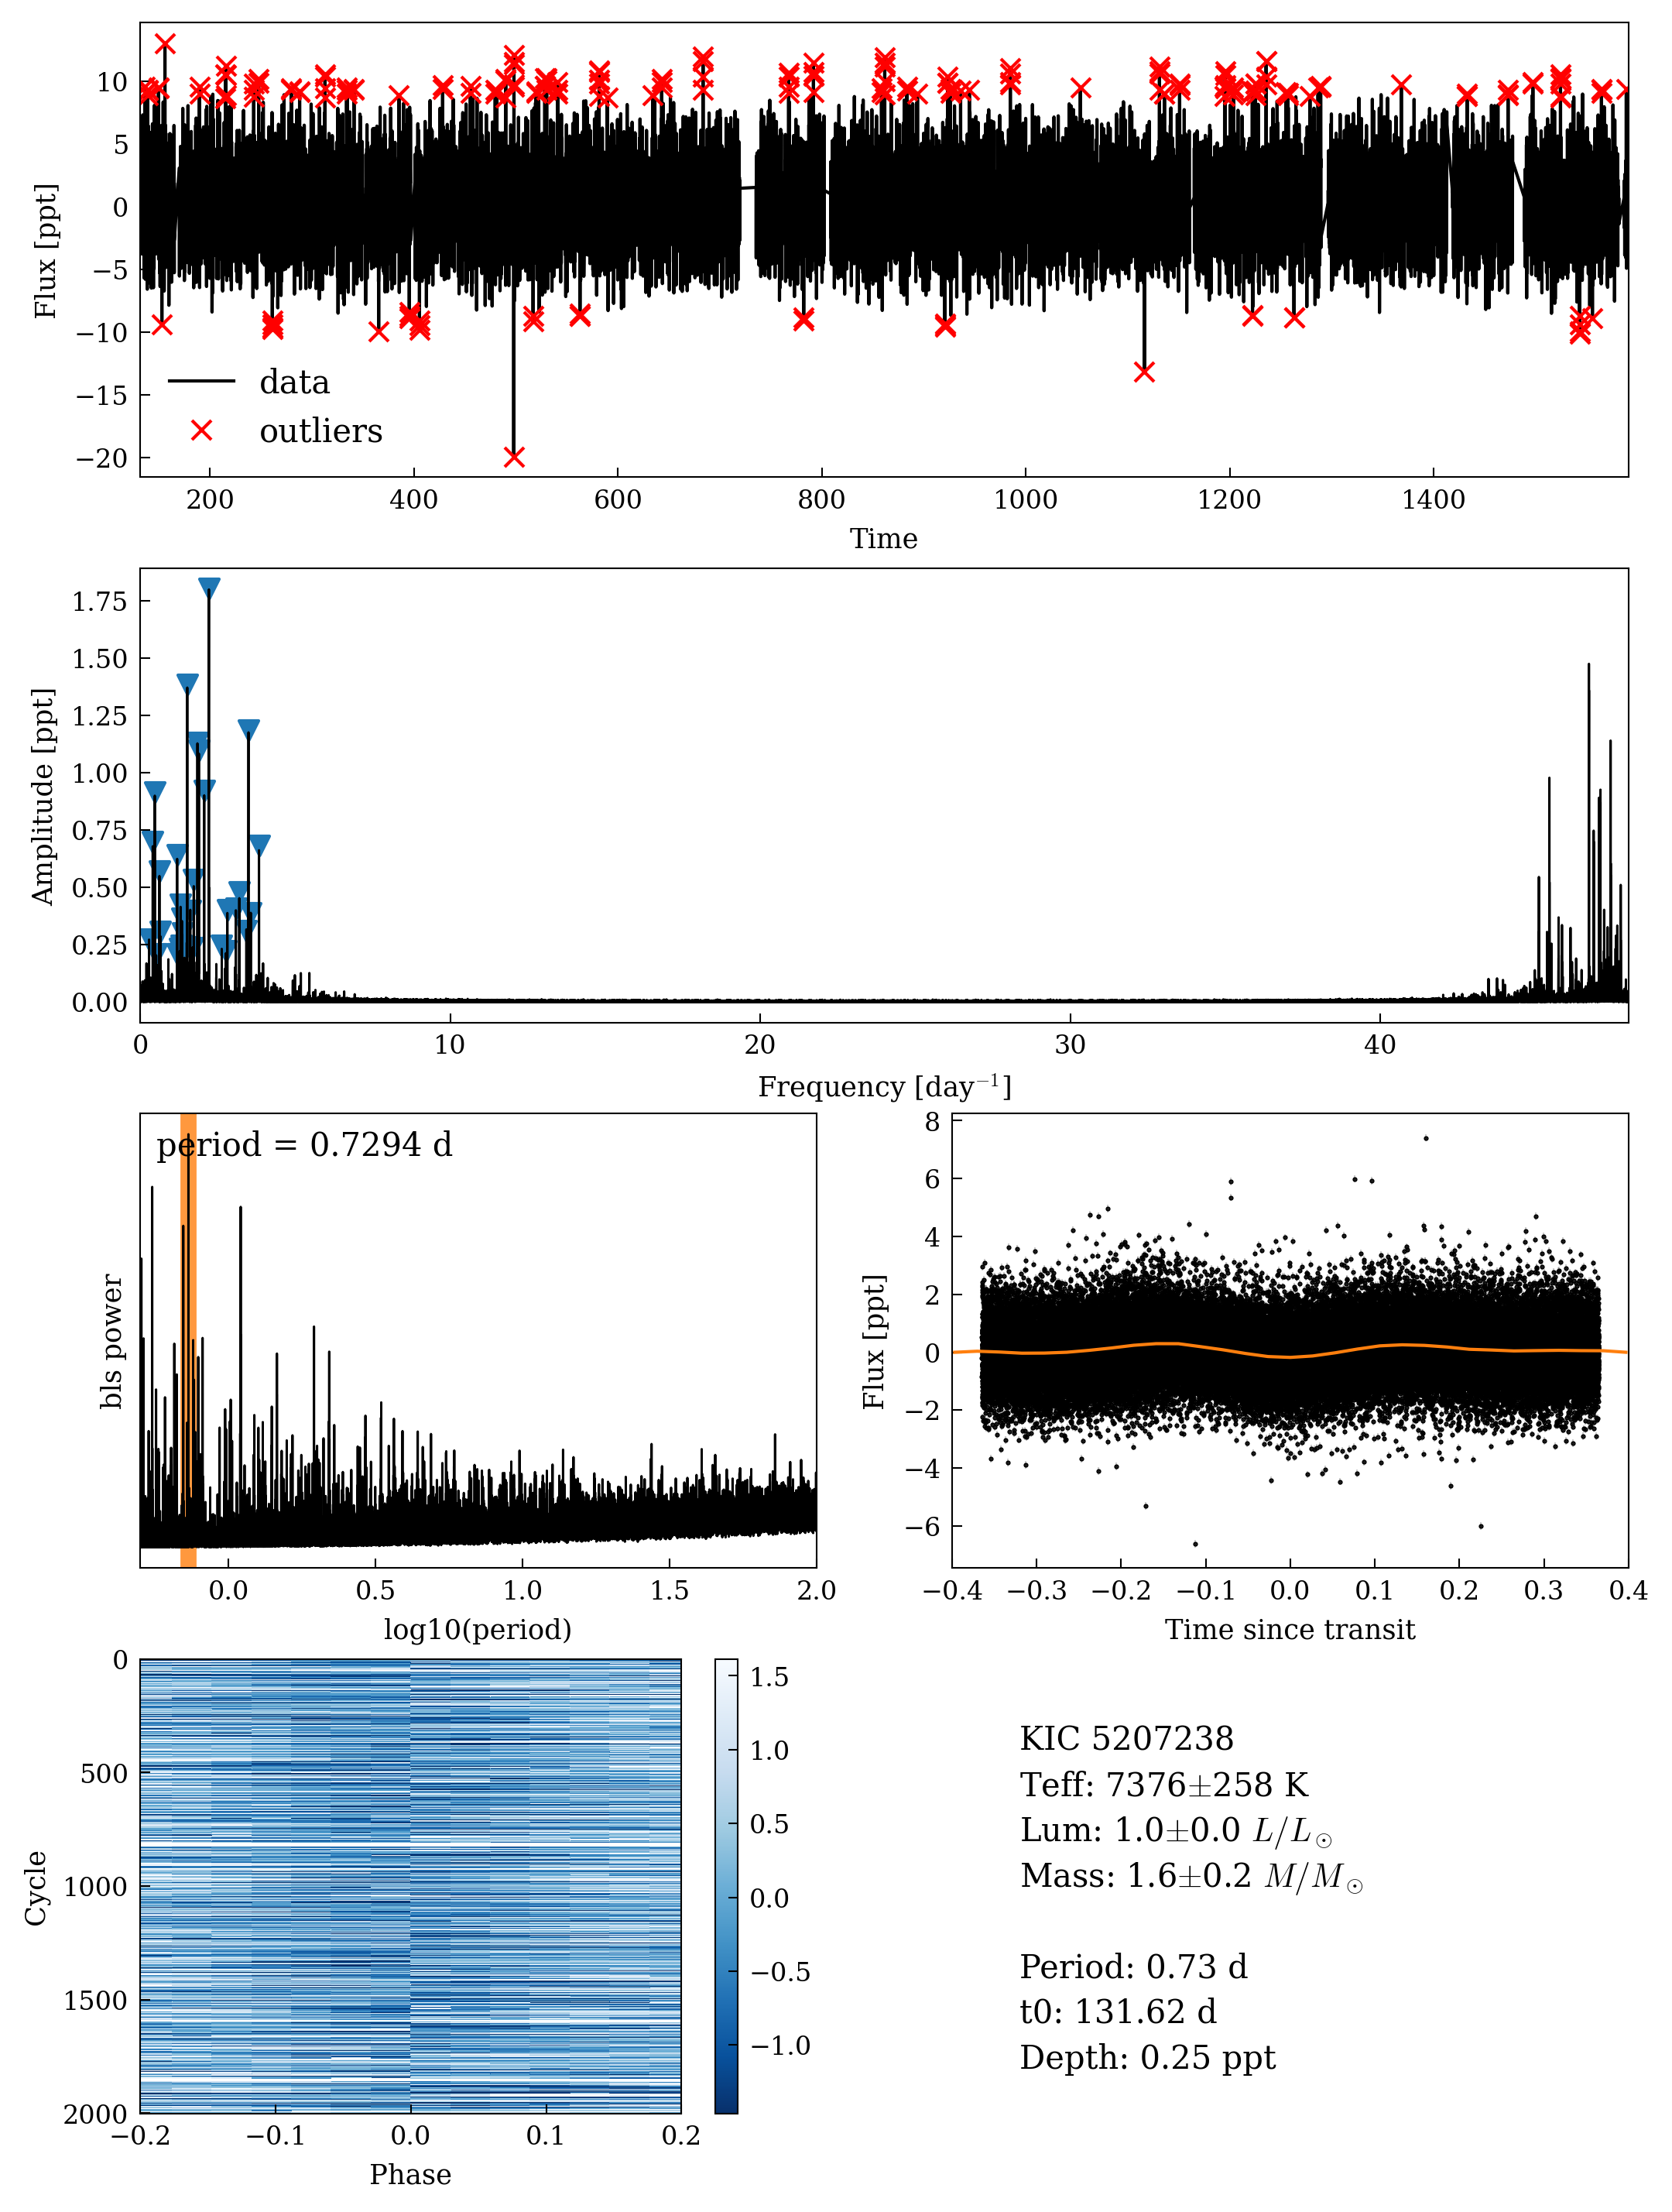 10
5
0
−5
−10
−15
−20
Flux [ppt]
data
outliers
200 400 600 800 1000 1200 1400
Time
1.75
1.50
1.25
1.00
0.75
0.50
0.25
0.00
Amplitude [ppt]
0 10 20 30 40
Frequency [day⁻¹]
period = 0.7294 d
bls power
0.0 0.5 1.0 1.5 2.0
log10(period)
8
6
4
2
0
−2
−4
−6
Flux [ppt]
−0.4 −0.3 −0.2 −0.1 0.0 0.1 0.2 0.3 0.4
Time since transit
0
500
1000
1500
2000
Cycle
−0.2 −0.1 0.0 0.1 0.2
Phase
1.5
1.0
0.5
0.0
−0.5
−1.0
KIC 5207238
Teff: 7376±258 K
Lum: 1.0±0.0 L/L⊙
Mass: 1.6±0.2 M/M⊙
Period: 0.73 d
t0: 131.62 d
Depth: 0.25 ppt